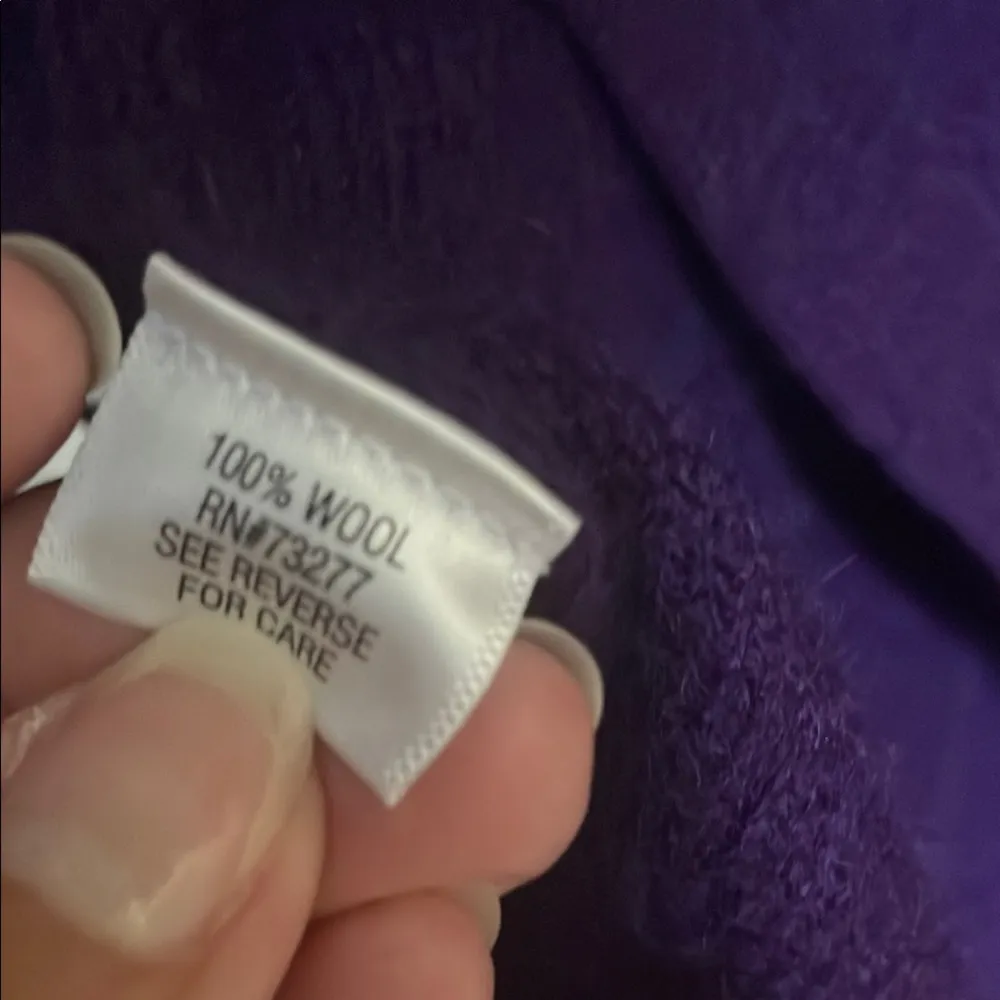 100% WOOL
RN#73277
SEE REVERSE
FOR CARE